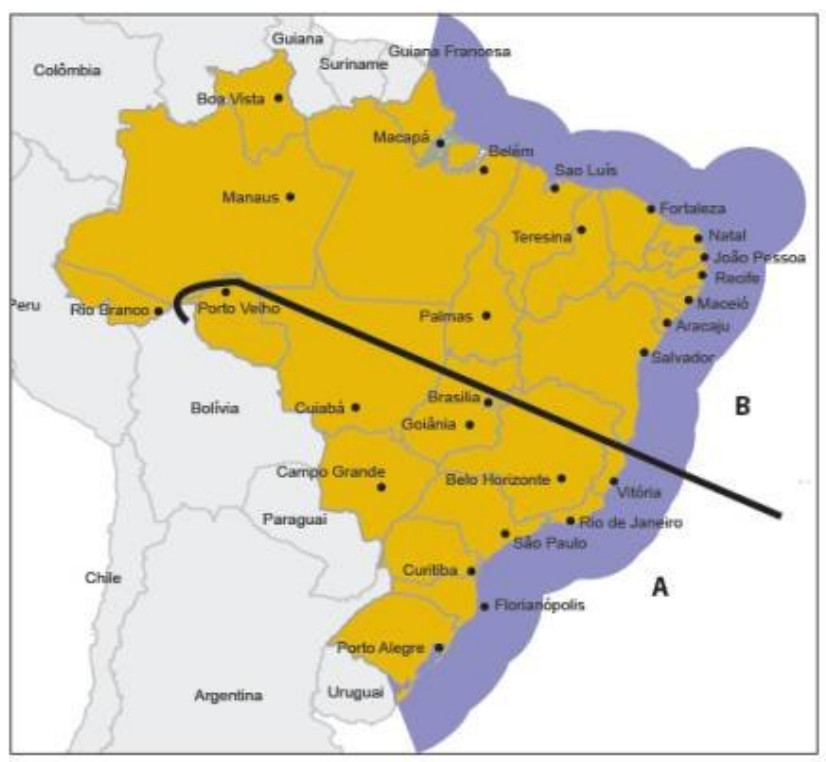 Guiana
Guiana Francesa
Suriname
Colômbia
Boa Vista
Macapá
Belém
Sao Luís
Manaus
Fortaleza
Teresina
Natal
João Pessoa
Recife
Peru
Rio Branco
Porto Velho
Palmas
Maceió
Aracaju
Salvador
Bolívia
Cuiabá
Brasilia
Goiânia
B
Campo Grande
Belo Horizonte
Vitória
Paraguai
Rio de Janeiro
São Paulo
Chile
Curitiba
A
Florianópolis
Porto Alegre
Argentina
Uruguai